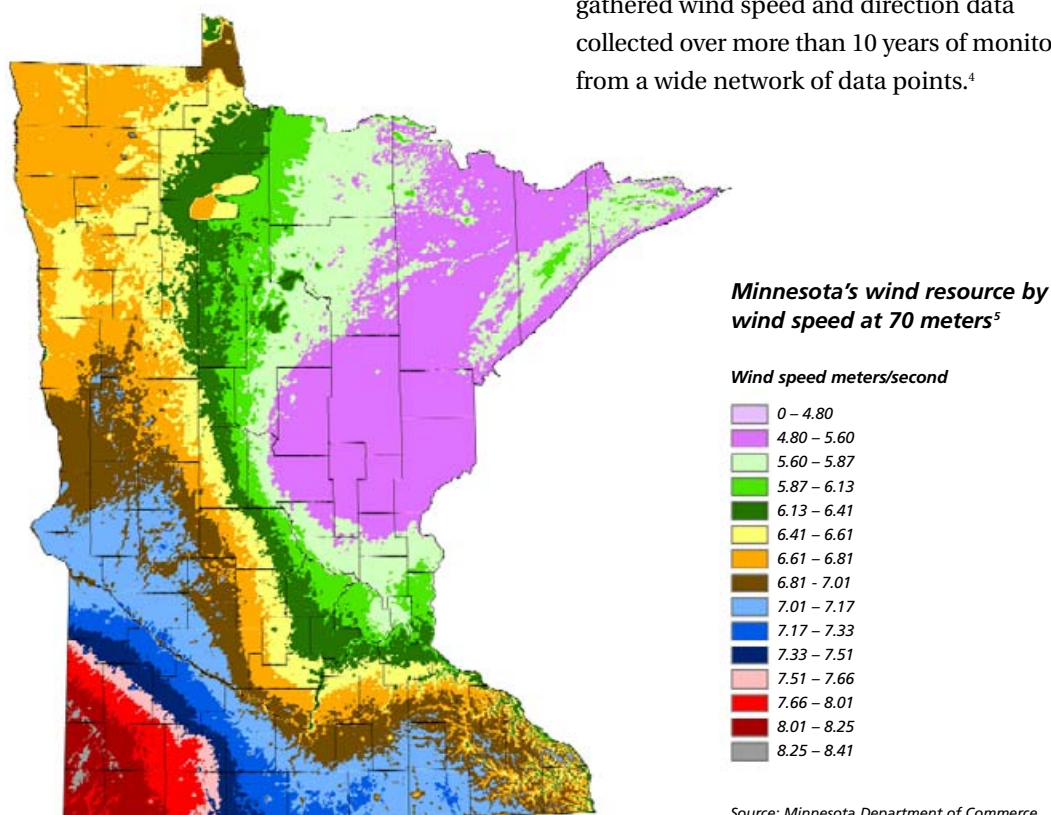 gathered wind speed and direction data
collected over more than 10 years of monito
from a wide network of data points.⁴
Minnesota's wind resource by
wind speed at 70 meters⁵
Wind speed meters/second
0 – 4.80
4.80 – 5.60
5.60 – 5.87
5.87 – 6.13
6.13 – 6.41
6.41 – 6.61
6.61 – 6.81
6.81 - 7.01
7.01 – 7.17
7.17 – 7.33
7.33 – 7.51
7.51 – 7.66
7.66 – 8.01
8.01 – 8.25
8.25 – 8.41
Source: Minnesota Department of Commerce